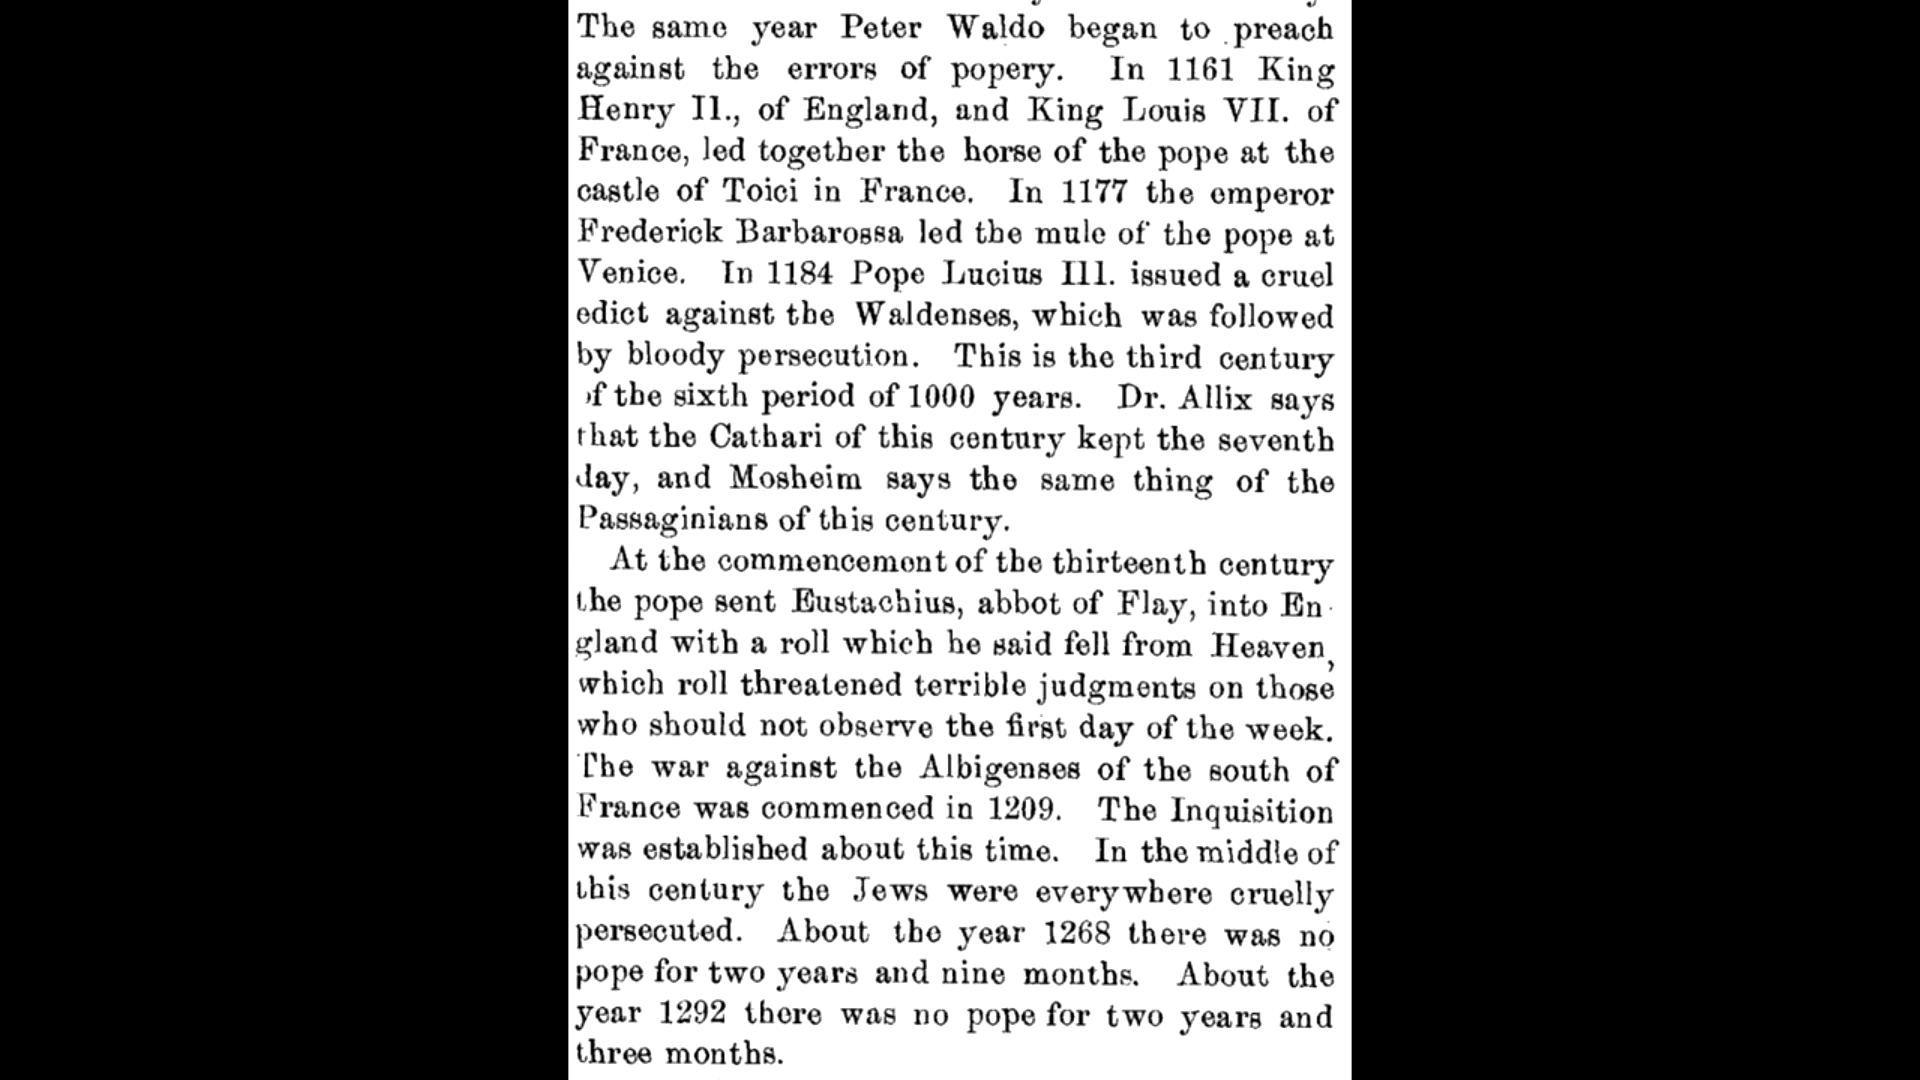 The same year Peter Waldo began to preach
against the errors of popery. In 1161 King
Henry II., of England, and King Louis VII. of
France, led together the horse of the pope at the
castle of Toici in France. In 1177 the emperor
Frederick Barbarossa led the mule of the pope at
Venice. In 1184 Pope Lucius III. issued a cruel
edict against the Waldenses, which was followed
by bloody persecution. This is the third century
of the sixth period of 1000 years. Dr. Allix says
that the Cathari of this century kept the seventh
day, and Mosheim says the same thing of the
Passaginians of this century.
At the commencement of the thirteenth century
the pope sent Eustachius, abbot of Flay, into En-
gland with a roll which he said fell from Heaven,
which roll threatened terrible judgments on those
who should not observe the first day of the week.
The war against the Albigenses of the south of
France was commenced in 1209. The Inquisition
was established about this time. In the middle of
this century the Jews were everywhere cruelly
persecuted. About the year 1268 there was no
pope for two years and nine months. About the
year 1292 there was no pope for two years and
three months.